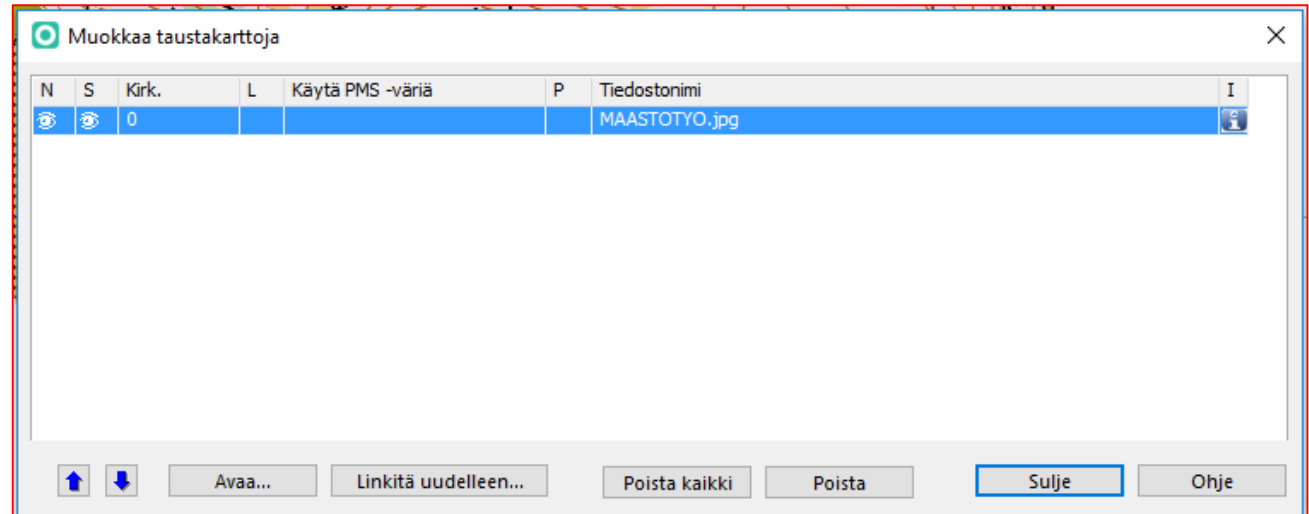 Muokkaa taustakarttoja
N S Kirk. L Käytä PMS -väriä P Tiedostonimi I
0 MAASTOTYO.jpg
Avaa... Linkitä uudelleen... Poista kaikki Poista Sulje Ohje